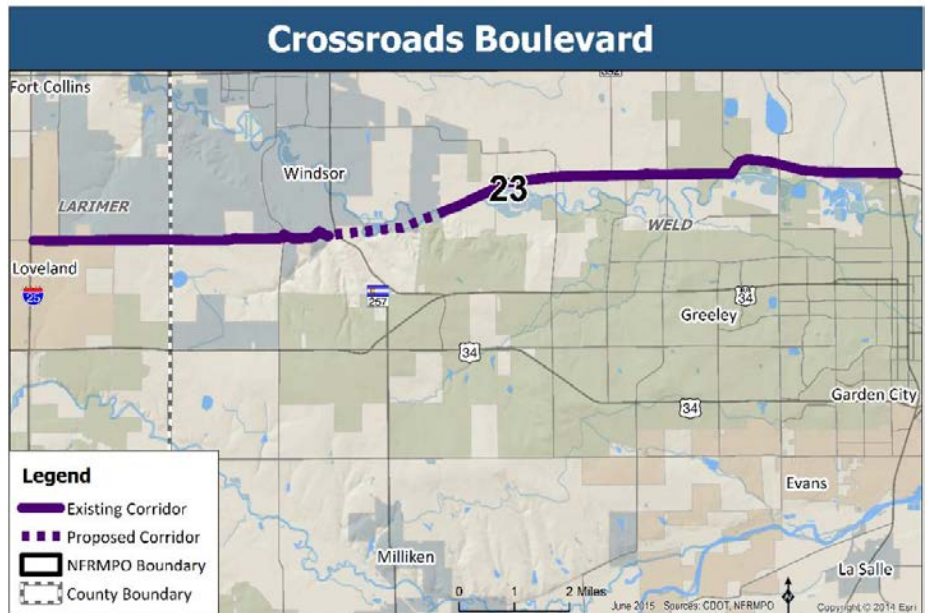 Crossroads Boulevard
Fort Collins
392
Windsor
23
LARIMER
WELD
Loveland
25
257
34
Greeley
34
34
Garden City
Legend
Existing Corridor
Proposed Corridor
NFRMPO Boundary
County Boundary
Evans
Milliken
La Salle
0 1 2 Miles
June 2015 Sources: CDOT, NFRMPO
Copyright:© 2014 Esri